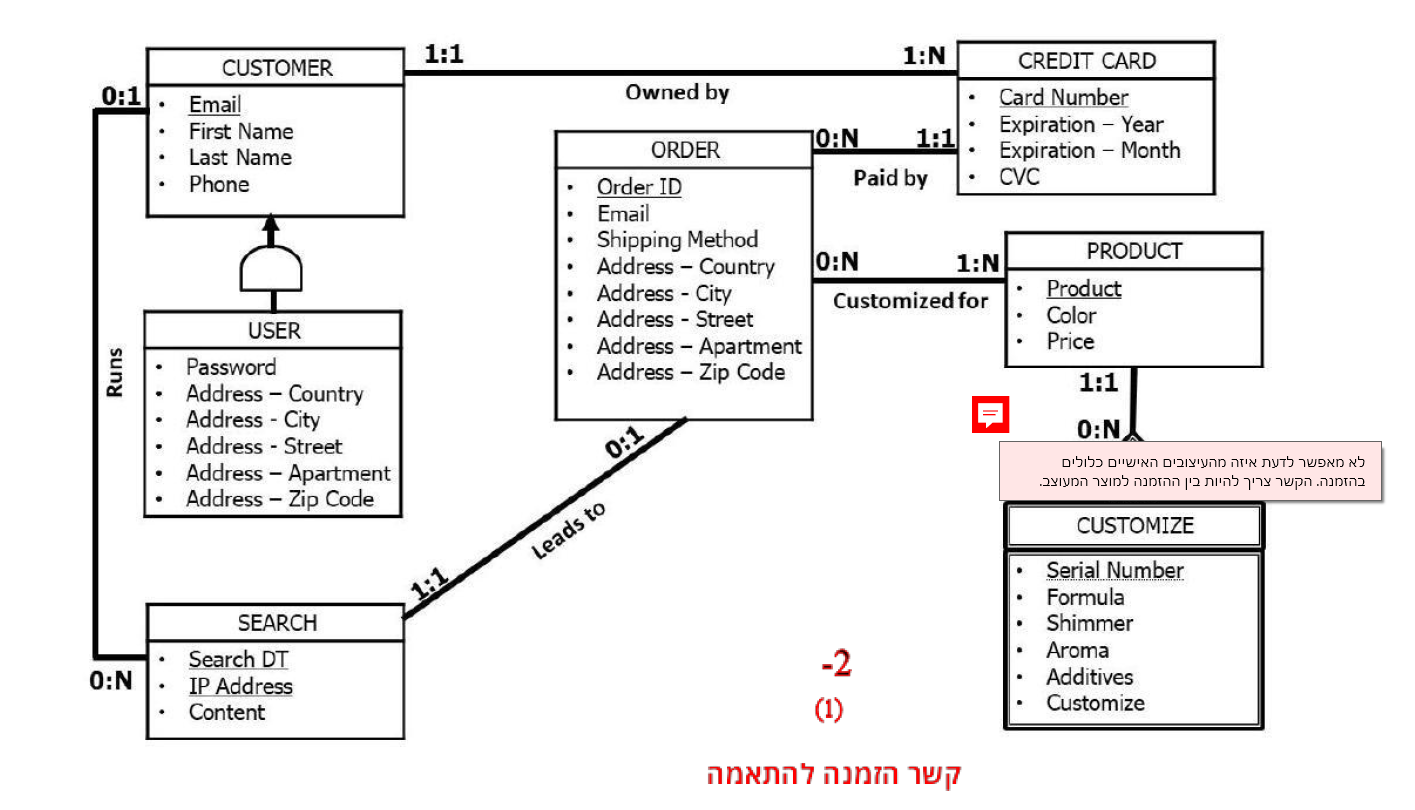 1:1
1:N
Owned by
CUSTOMER
• Email
• First Name
• Last Name
• Phone
0:1
CREDIT CARD
• Card Number
• Expiration – Year
• Expiration – Month
• CVC
ORDER
• Order ID
• Email
• Shipping Method
• Address – Country
• Address - City
• Address - Street
• Address – Apartment
• Address – Zip Code
0:N
1:1
Paid by
0:N
1:N
Customized for
PRODUCT
• Product
• Color
• Price
1:1
0:N
לא מאפשר לדעת איזה מהעיצובים האישיים כלולים
בהזמנה. הקשר צריך להיות בין ההזמנה למוצר המעוצב.
USER
• Password
• Address – Country
• Address - City
• Address - Street
• Address – Apartment
• Address – Zip Code
Runs
0:1
Leads to
1:1
CUSTOMIZE
• Serial Number
• Formula
• Shimmer
• Aroma
• Additives
• Customize
SEARCH
• Search DT
• IP Address
• Content
0:N
-2
(1)
קשר הזמנה להתאמה